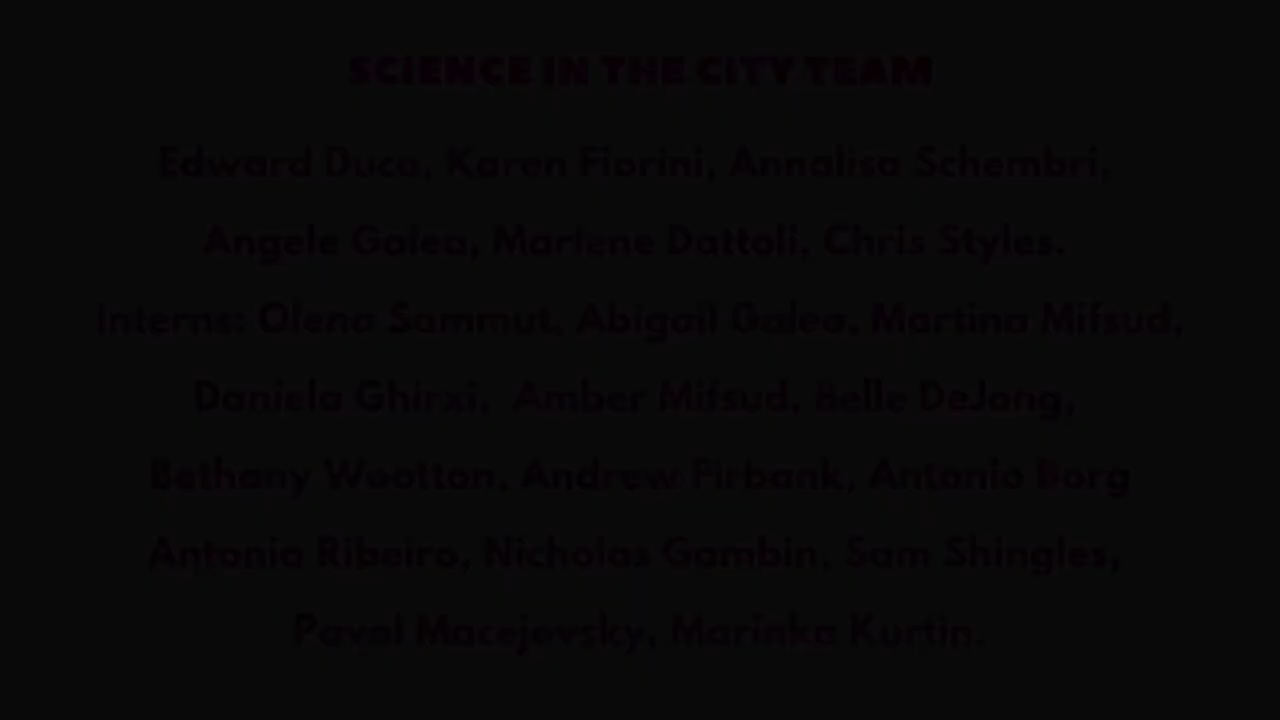 SCIENCE IN THE CITY TEAM
Edward Duca, Karen Fiorini, Annalisa Schembri,
Angele Galea, Marlene Dattoli, Chris Styles.
Interns: Olena Sammut, Abigail Galea, Martina Mifsud,
Daniela Ghirxi, Amber Mifsud, Belle DeJong,
Bethany Wootton, Andrew Firbank, Antonio Borg
Antonia Ribeiro, Nicholas Gambin, Sam Shingles,
Pavol Macejovsky, Marinka Kurtin.